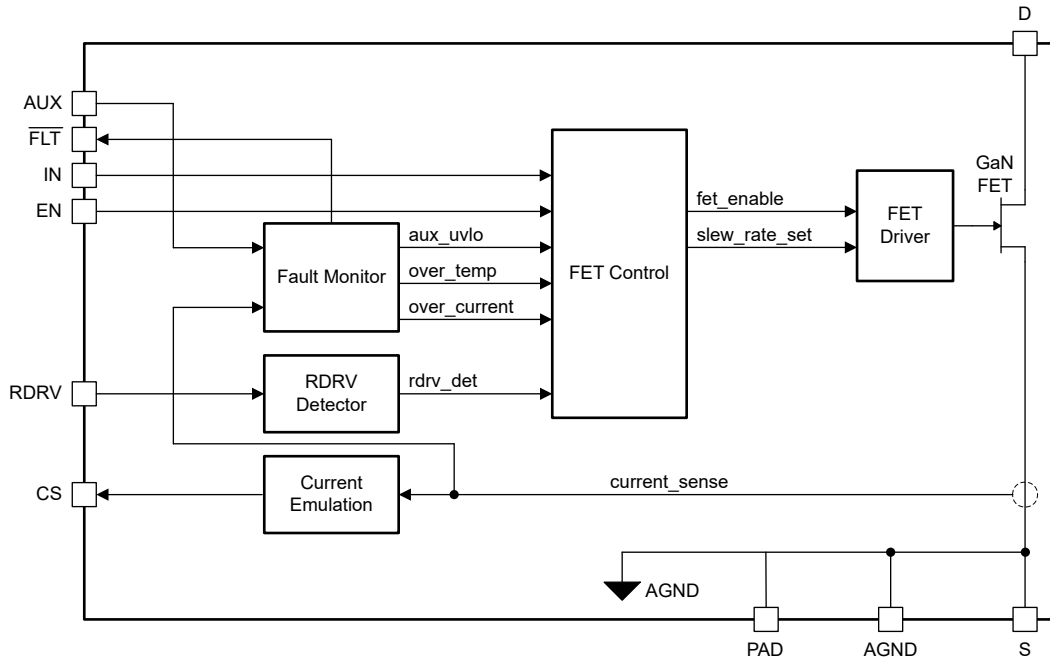 D
AUX
FLT
IN
EN
GaN
FET
fet_enable
slew_rate_set
FET
Driver
aux_uvlo
over_temp
over_current
Fault Monitor
FET Control
RDRV
RDRV
Detector
rdrv_det
CS
Current
Emulation
current_sense
AGND
PAD
AGND
S